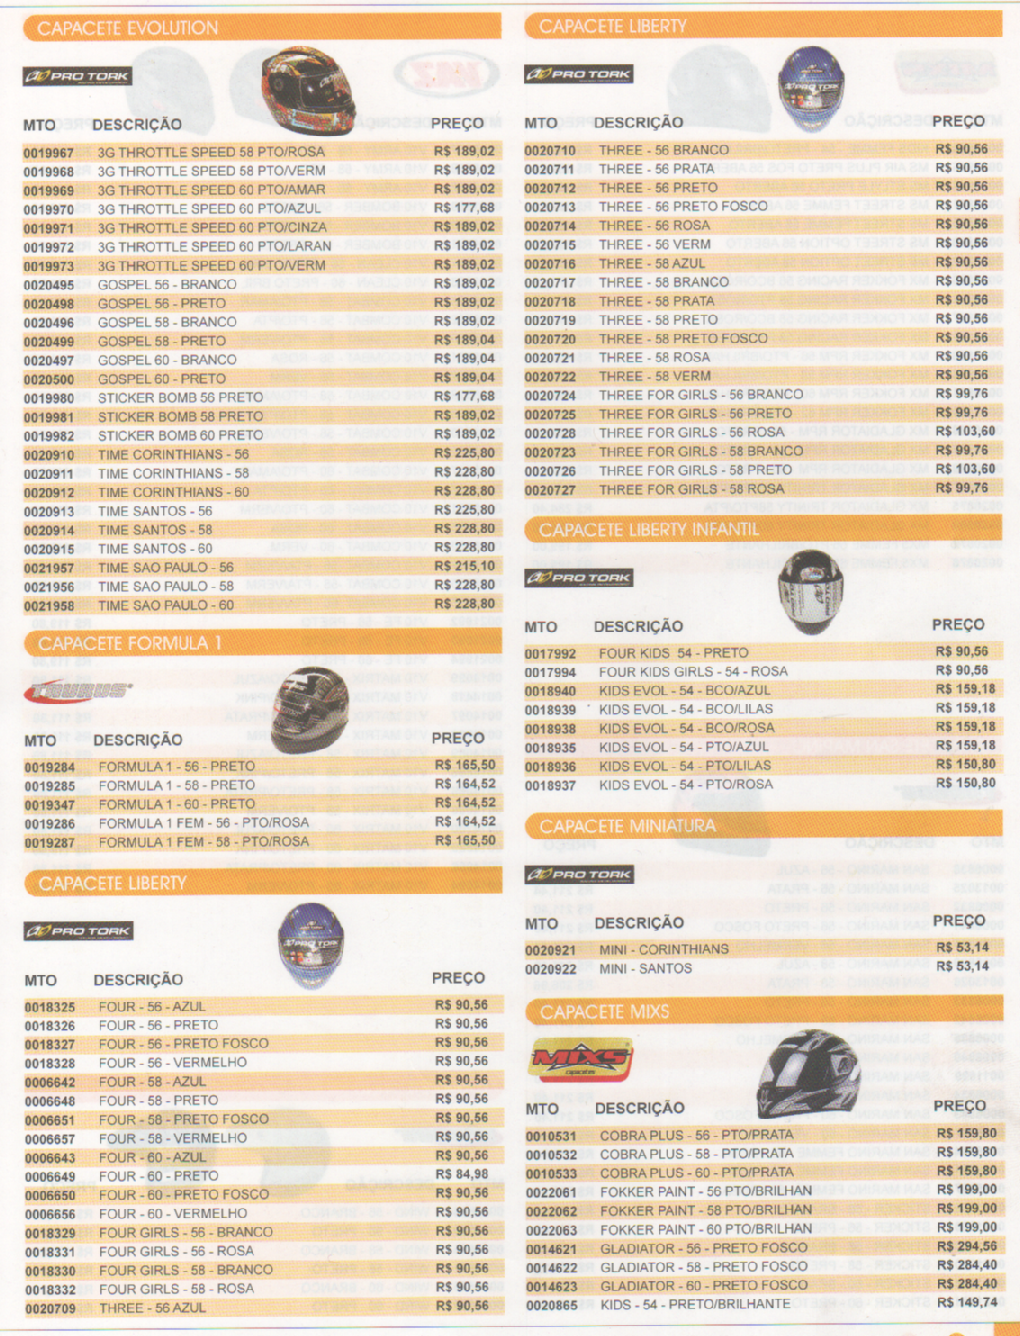 CAPACETE EVOLUTION
PRO TORK
MTO DESCRIÇÃO PREÇO
0019967 3G THROTTLE SPEED 58 PTO/ROSA R$ 189,02
0019968 3G THROTTLE SPEED 58 PTO/VERM R$ 189,02
0019969 3G THROTTLE SPEED 60 PTO/AMAR R$ 189,02
0019970 3G THROTTLE SPEED 60 PTO/AZUL R$ 177,68
0019971 3G THROTTLE SPEED 60 PTO/CINZA R$ 189,02
0019972 3G THROTTLE SPEED 60 PTO/LARAN R$ 189,02
0019973 3G THROTTLE SPEED 60 PTO/VERM R$ 189,02
0020495 GOSPEL 56 - BRANCO R$ 189,02
0020498 GOSPEL 56 - PRETO R$ 189,02
0020496 GOSPEL 58 - BRANCO R$ 189,02
0020499 GOSPEL 58 - PRETO R$ 189,04
0020497 GOSPEL 60 - BRANCO R$ 189,04
0020500 GOSPEL 60 - PRETO R$ 189,04
0019980 STICKER BOMB 56 PRETO R$ 177,68
0019981 STICKER BOMB 58 PRETO R$ 189,02
0019982 STICKER BOMB 60 PRETO R$ 189,02
0020910 TIME CORINTHIANS - 56 R$ 225,80
0020911 TIME CORINTHIANS - 58 R$ 228,80
0020912 TIME CORINTHIANS - 60 R$ 228,80
0020913 TIME SANTOS - 56 R$ 225,80
0020914 TIME SANTOS - 58 R$ 228,80
0020915 TIME SANTOS - 60 R$ 228,80
0021957 TIME SAO PAULO - 56 R$ 215,10
0021956 TIME SAO PAULO - 58 R$ 228,80
0021958 TIME SAO PAULO - 60 R$ 228,80
CAPACETE FORMULA 1
TAURUS
MTO DESCRIÇÃO PREÇO
0019284 FORMULA 1 - 56 - PRETO R$ 165,50
0019285 FORMULA 1 - 58 - PRETO R$ 164,52
0019347 FORMULA 1 - 60 - PRETO R$ 164,52
0019286 FORMULA 1 FEM - 56 - PTO/ROSA R$ 164,52
0019287 FORMULA 1 FEM - 58 - PTO/ROSA R$ 165,50
CAPACETE LIBERTY
PRO TORK
MTO DESCRIÇÃO PREÇO
0018325 FOUR - 56 - AZUL R$ 90,56
0018326 FOUR - 56 - PRETO R$ 90,56
0018327 FOUR - 56 - PRETO FOSCO R$ 90,56
0018328 FOUR - 56 - VERMELHO R$ 90,56
0006642 FOUR - 58 - AZUL R$ 90,56
0006648 FOUR - 58 - PRETO R$ 90,56
0006651 FOUR - 58 - PRETO FOSCO R$ 90,56
0006657 FOUR - 58 - VERMELHO R$ 90,56
0006643 FOUR - 60 - AZUL R$ 90,56
0006649 FOUR - 60 - PRETO R$ 84,98
0006650 FOUR - 60 - PRETO FOSCO R$ 90,56
0006656 FOUR - 60 - VERMELHO R$ 90,56
0018329 FOUR GIRLS - 56 - BRANCO R$ 90,56
0018331 FOUR GIRLS - 56 - ROSA R$ 90,56
0018330 FOUR GIRLS - 58 - BRANCO R$ 90,56
0018332 FOUR GIRLS - 58 - ROSA R$ 90,56
0020709 THREE - 56 AZUL R$ 90,56
CAPACETE LIBERTY
PRO TORK
MTO DESCRIÇÃO PREÇO
0020710 THREE - 56 BRANCO R$ 90,56
0020711 THREE - 56 PRATA R$ 90,56
0020712 THREE - 56 PRETO R$ 90,56
0020713 THREE - 56 PRETO FOSCO R$ 90,56
0020714 THREE - 56 ROSA R$ 90,56
0020715 THREE - 56 VERM R$ 90,56
0020716 THREE - 58 AZUL R$ 90,56
0020717 THREE - 58 BRANCO R$ 90,56
0020718 THREE - 58 PRATA R$ 90,56
0020719 THREE - 58 PRETO R$ 90,56
0020720 THREE - 58 PRETO FOSCO R$ 90,56
0020721 THREE - 58 ROSA R$ 90,56
0020722 THREE - 58 VERM R$ 90,56
0020724 THREE FOR GIRLS - 56 BRANCO R$ 99,76
0020725 THREE FOR GIRLS - 56 PRETO R$ 99,76
0020728 THREE FOR GIRLS - 56 ROSA R$ 103,60
0020723 THREE FOR GIRLS - 58 BRANCO R$ 99,76
0020726 THREE FOR GIRLS - 58 PRETO R$ 103,60
0020727 THREE FOR GIRLS - 58 ROSA R$ 99,76
CAPACETE LIBERTY INFANTIL
PRO TORK
MTO DESCRIÇÃO PREÇO
0017992 FOUR KIDS 54 - PRETO R$ 90,56
0017994 FOUR KIDS GIRLS - 54 - ROSA R$ 90,56
0018940 KIDS EVOL - 54 - BCO/AZUL R$ 159,18
0018939 KIDS EVOL - 54 - BCO/LILAS R$ 159,18
0018938 KIDS EVOL - 54 - BCO/ROSA R$ 159,18
0018935 KIDS EVOL - 54 - PTO/AZUL R$ 159,18
0018936 KIDS EVOL - 54 - PTO/LILAS R$ 150,80
0018937 KIDS EVOL - 54 - PTO/ROSA R$ 150,80
CAPACETE MINIATURA
PRO TORK
MTO DESCRIÇÃO PREÇO
0020921 MINI - CORINTHIANS R$ 53,14
0020922 MINI - SANTOS R$ 53,14
CAPACETE MIXS
MIXS
capacetes
MTO DESCRIÇÃO PREÇO
0010531 COBRA PLUS - 56 - PTO/PRATA R$ 159,80
0010532 COBRA PLUS - 58 - PTO/PRATA R$ 159,80
0010533 COBRA PLUS - 60 - PTO/PRATA R$ 159,80
0022061 FOKKER PAINT - 56 PTO/BRILHAN R$ 199,00
0022062 FOKKER PAINT - 58 PTO/BRILHAN R$ 199,00
0022063 FOKKER PAINT - 60 PTO/BRILHAN R$ 199,00
0014621 GLADIATOR - 56 - PRETO FOSCO R$ 294,56
0014622 GLADIATOR - 58 - PRETO FOSCO R$ 284,40
0014623 GLADIATOR - 60 - PRETO FOSCO R$ 284,40
0020865 KIDS - 54 - PRETO/BRILHANTE R$ 149,74